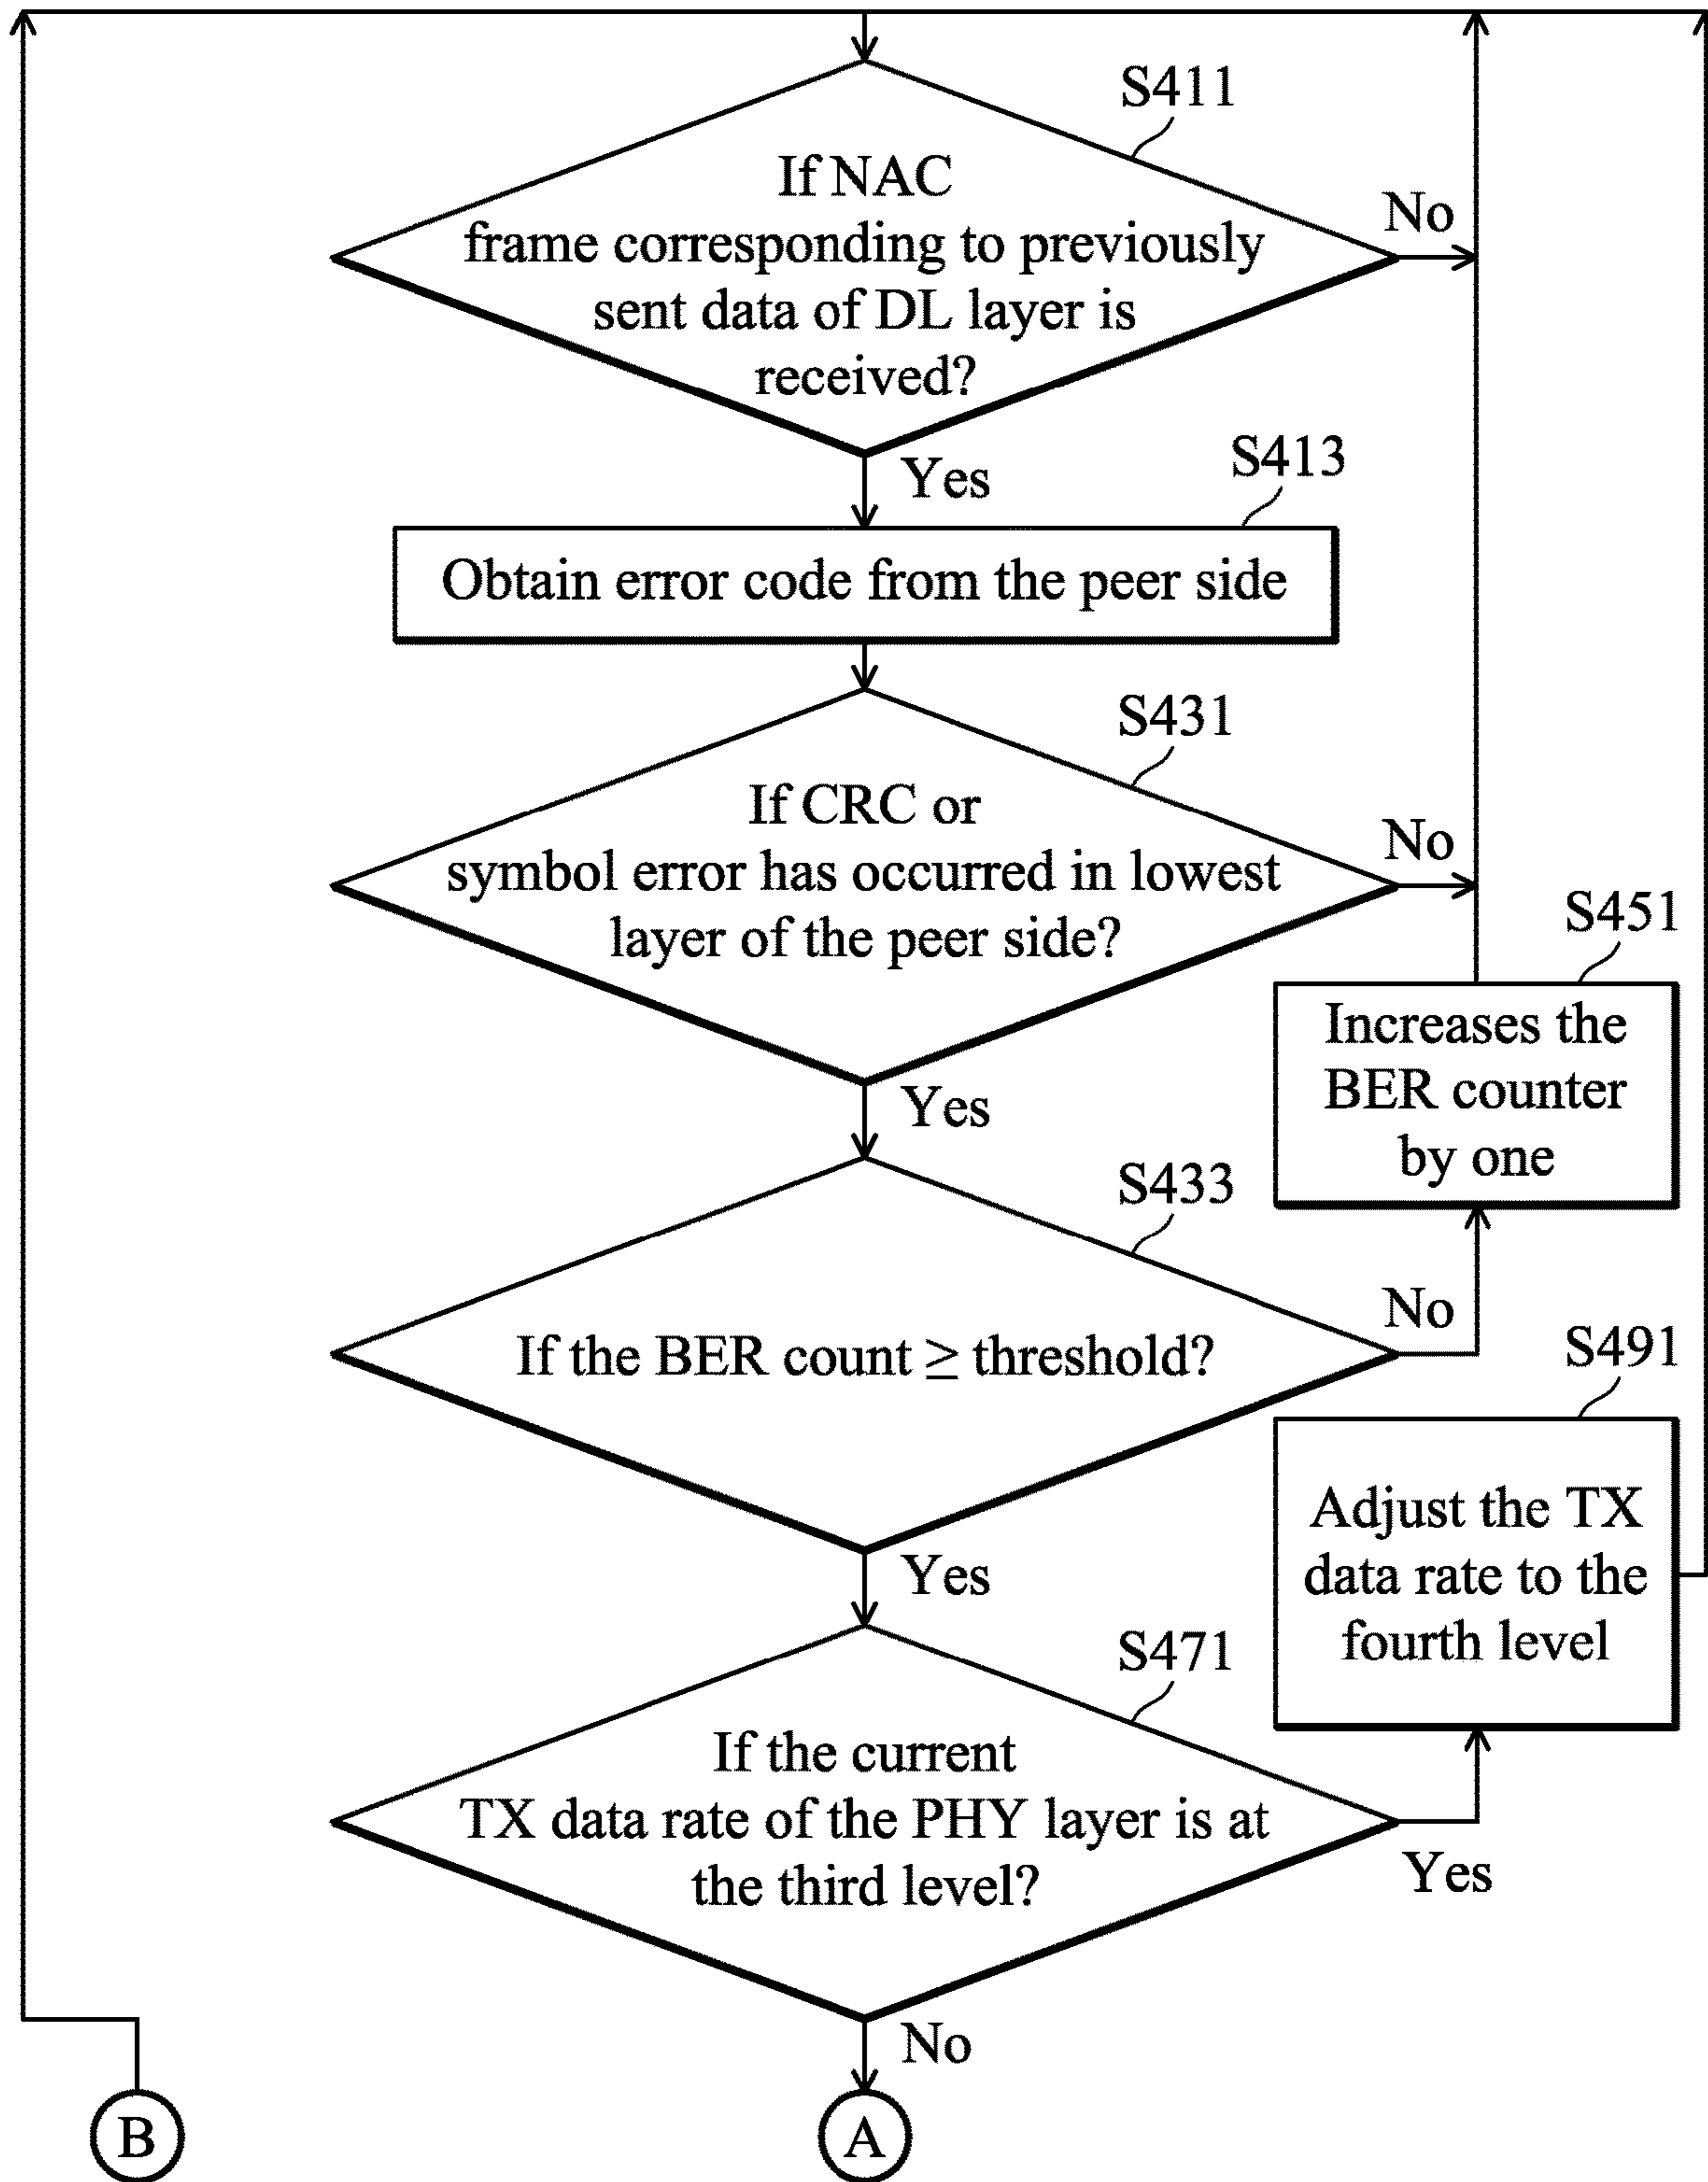 S411
If NAC
frame corresponding to previously
sent data of DL layer is
received?
No
Yes
S413
Obtain error code from the peer side
S431
If CRC or
symbol error has occurred in lowest
layer of the peer side?
No
Yes
S451
Increases the
BER counter
by one
S433
If the BER count ≥ threshold?
No
Yes
S491
Adjust the TX
data rate to the
fourth level
S471
If the current
TX data rate of the PHY layer is at
the third level?
Yes
No
B
A